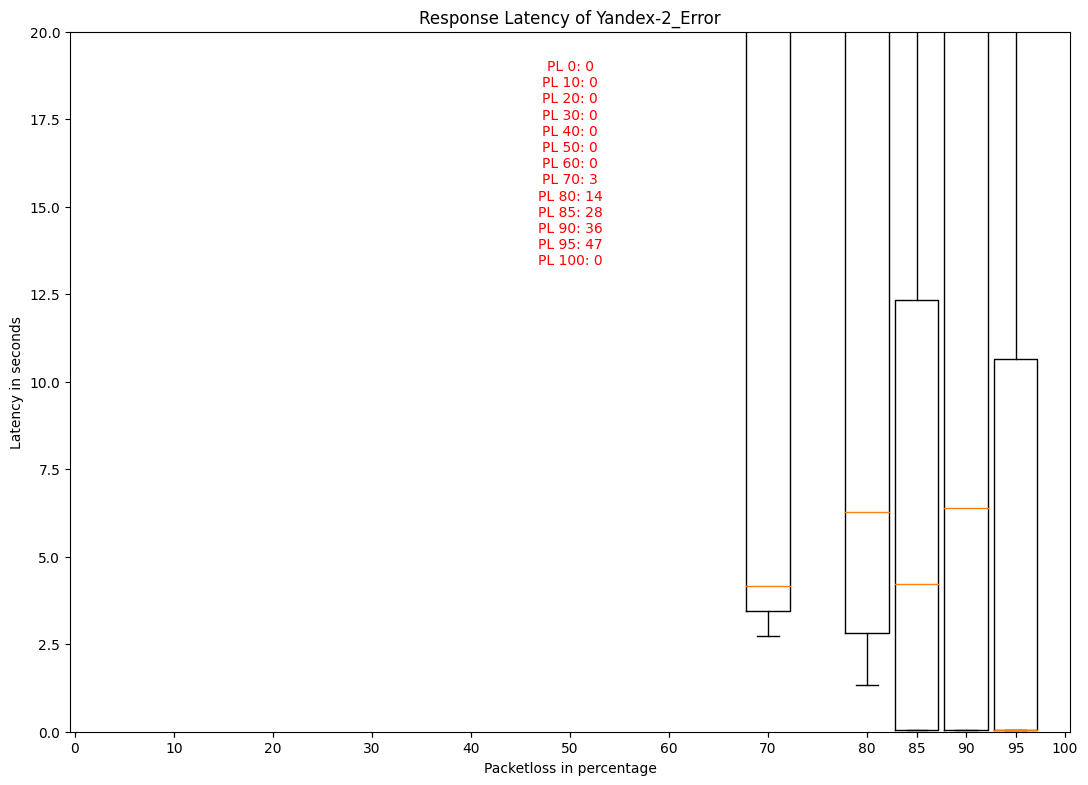 Response Latency of Yandex-2_Error
20.0
17.5
15.0
12.5
10.0
7.5
5.0
2.5
0.0
Latency in seconds
PL 0: 0
PL 10: 0
PL 20: 0
PL 30: 0
PL 40: 0
PL 50: 0
PL 60: 0
PL 70: 3
PL 80: 14
PL 85: 28
PL 90: 36
PL 95: 47
PL 100: 0
0 10 20 30 40 50 60 70 80 85 90 95 100
Packetloss in percentage